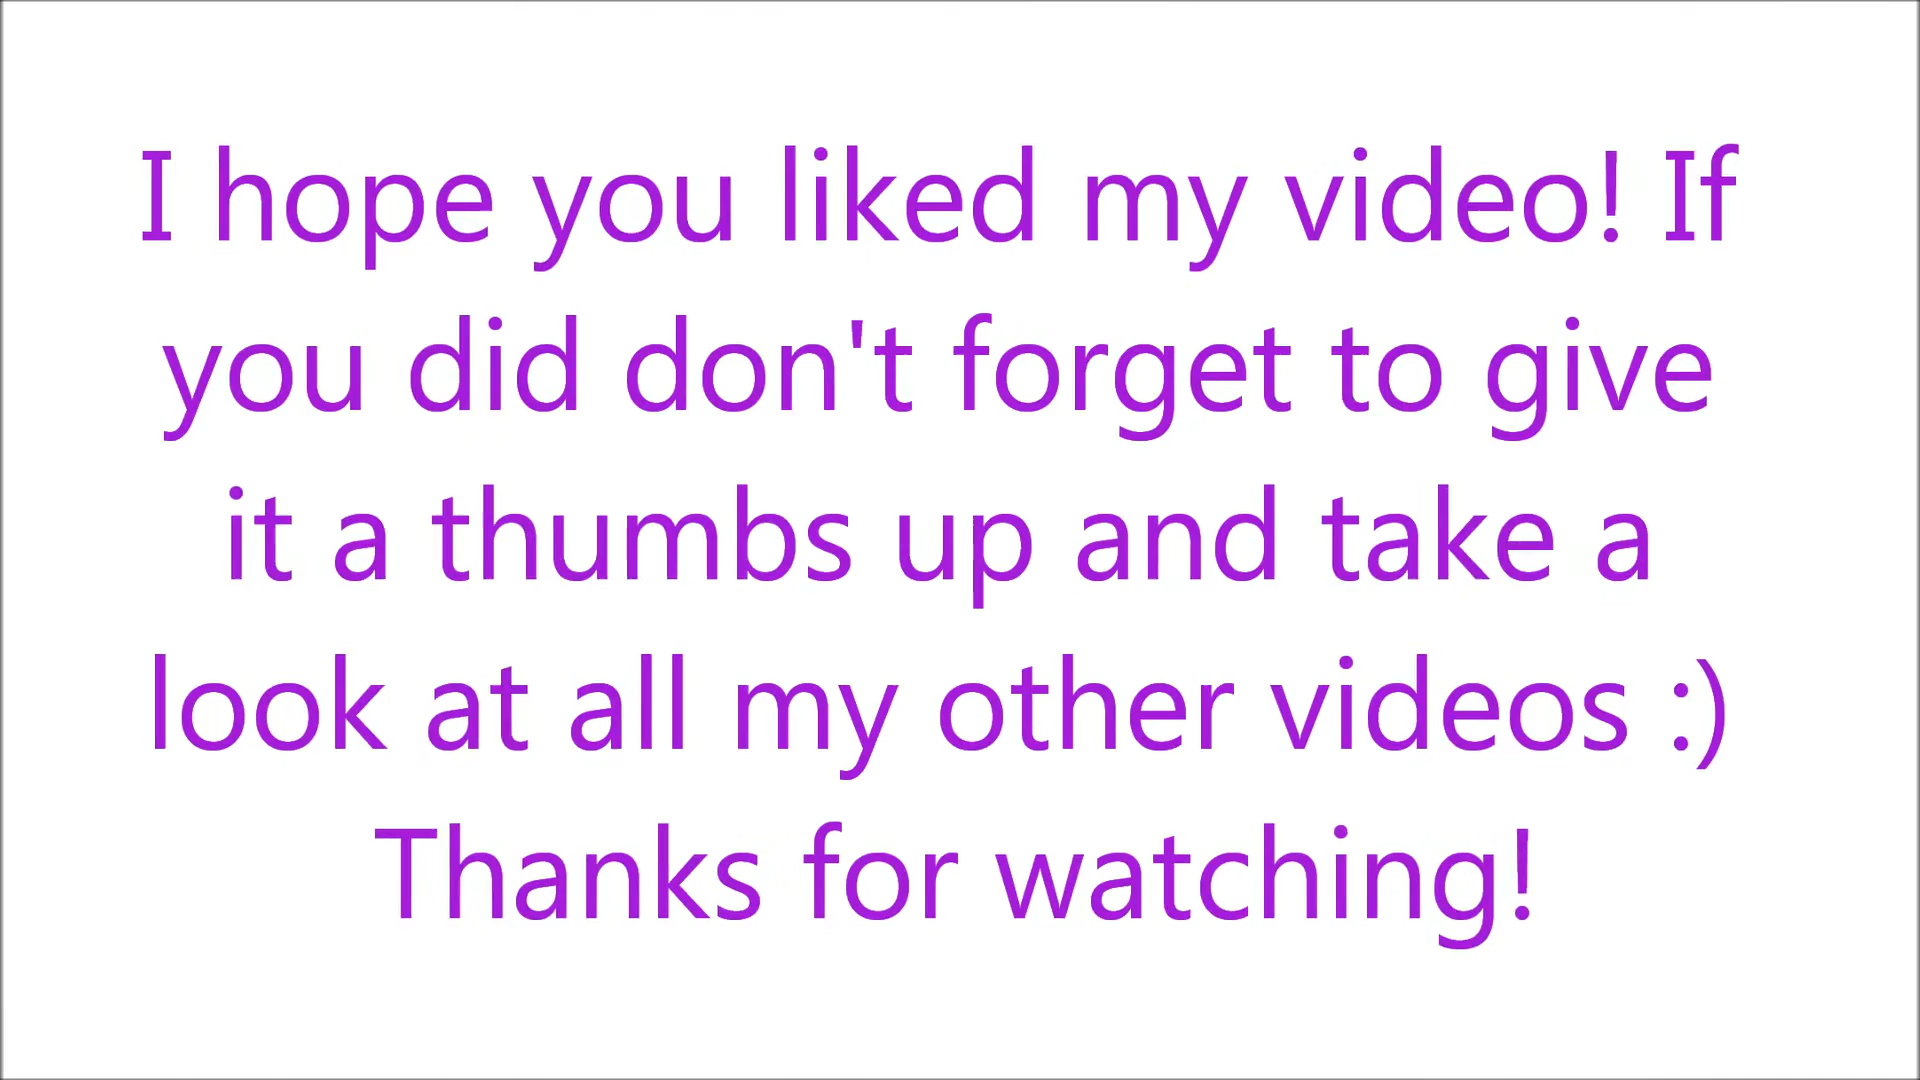 I hope you liked my video! If
you did don't forget to give
it a thumbs up and take a
look at all my other videos :)
Thanks for watching!